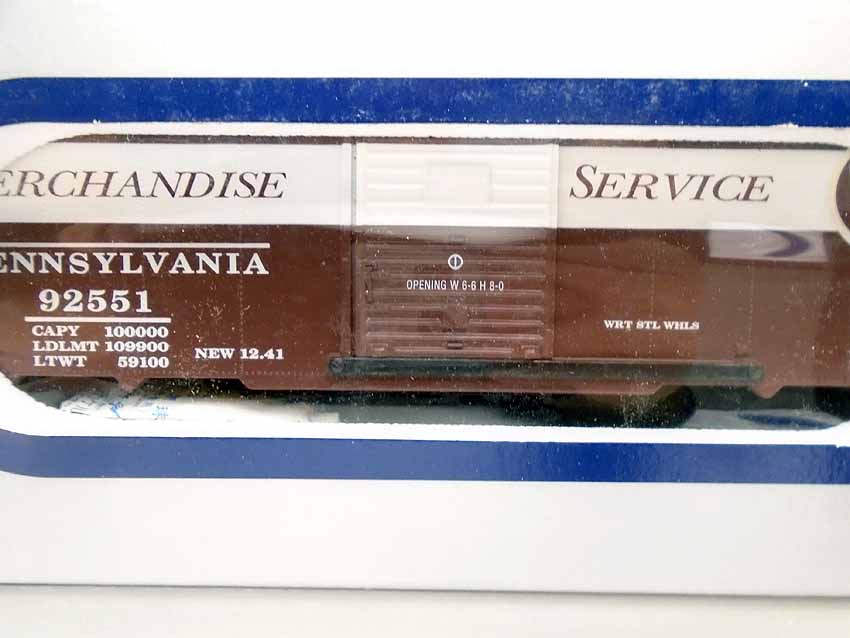 ERCHANDISE SERVICE
ENNSYLVANIA
92551
CAPY 100000
LDLMT 109900
LTWT 59100
NEW 12.41
OPENING W 6-6 H 8-0
WRT STL WHLS